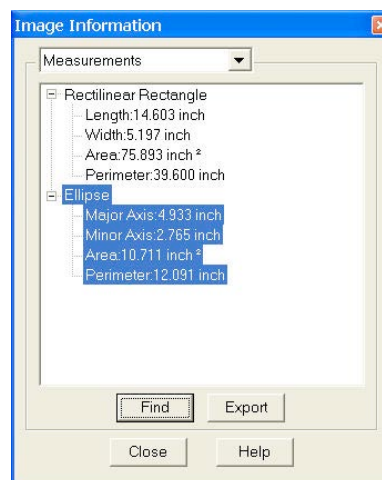 Image Information
Measurements
Rectilinear Rectangle
Length:14.603 inch
Width:5.197 inch
Area:75.893 inch ²
Perimeter:39.600 inch
Ellipse
Major Axis:4.933 inch
Minor Axis:2.765 inch
Area:10.711 inch ²
Perimeter:12.091 inch
Find Export
Close Help